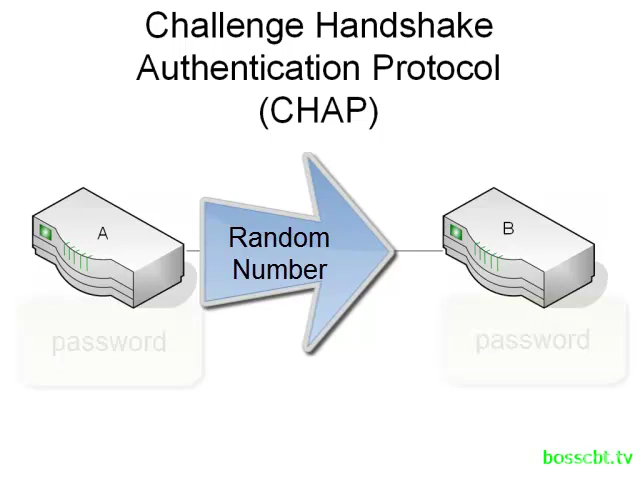 Challenge Handshake
Authentication Protocol
(CHAP)
A
Random
Number
B
password
password
bosscbt.tv